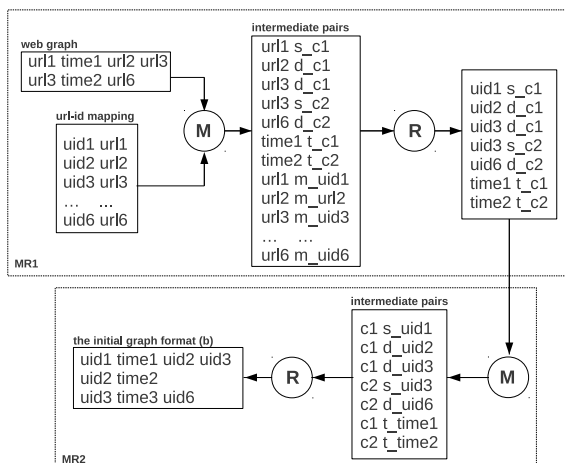 web graph
url1 time1 url2 url3
url3 time2 url6
url-id mapping
uid1 url1
uid2 url2
uid3 url3
... ...
uid6 url6
M
intermediate pairs
url1 s_c1
url2 d_c1
url3 d_c1
url3 s_c2
url6 d_c2
time1 t_c1
time2 t_c2
url1 m_uid1
url2 m_url2
url3 m_uid3
... ...
url6 m_uid6
R
uid1 s_c1
uid2 d_c1
uid3 d_c1
uid3 s_c2
uid6 d_c2
time1 t_c1
time2 t_c2
MR1
the initial graph format (b)
uid1 time1 uid2 uid3
uid2 time2
uid3 time3 uid6
R
intermediate pairs
c1 s_uid1
c1 d_uid2
c1 d_uid3
c2 s_uid3
c2 d_uid6
c1 t_time1
c2 t_time2
M
MR2